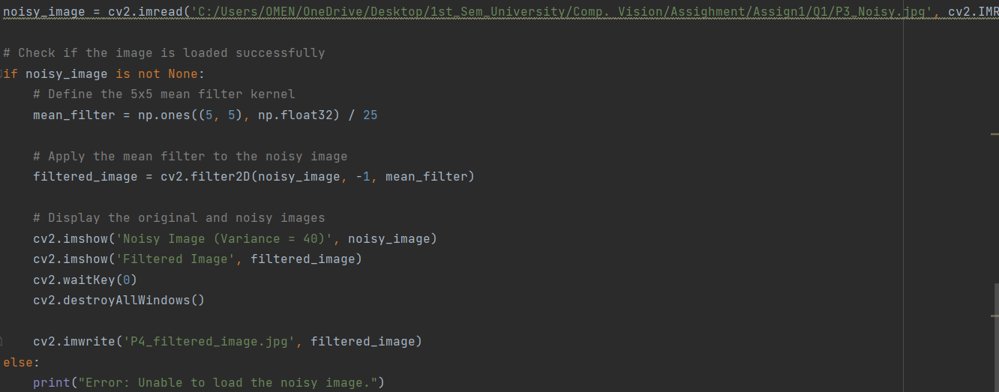 noisy_image = cv2.imread('C:/Users/OMEN/OneDrive/Desktop/1st_Sem_University/Comp. Vision/Assighment/Assign1/Q1/P3_Noisy.jpg', cv2.IMR
# Check if the image is loaded successfully
if noisy_image is not None:
    # Define the 5x5 mean filter kernel
    mean_filter = np.ones((5, 5), np.float32) / 25
    # Apply the mean filter to the noisy image
    filtered_image = cv2.filter2D(noisy_image, -1, mean_filter)
    # Display the original and noisy images
    cv2.imshow('Noisy Image (Variance = 40)', noisy_image)
    cv2.imshow('Filtered Image', filtered_image)
    cv2.waitKey(0)
    cv2.destroyAllWindows()
    cv2.imwrite('P4_filtered_image.jpg', filtered_image)
else:
    print("Error: Unable to load the noisy image.")